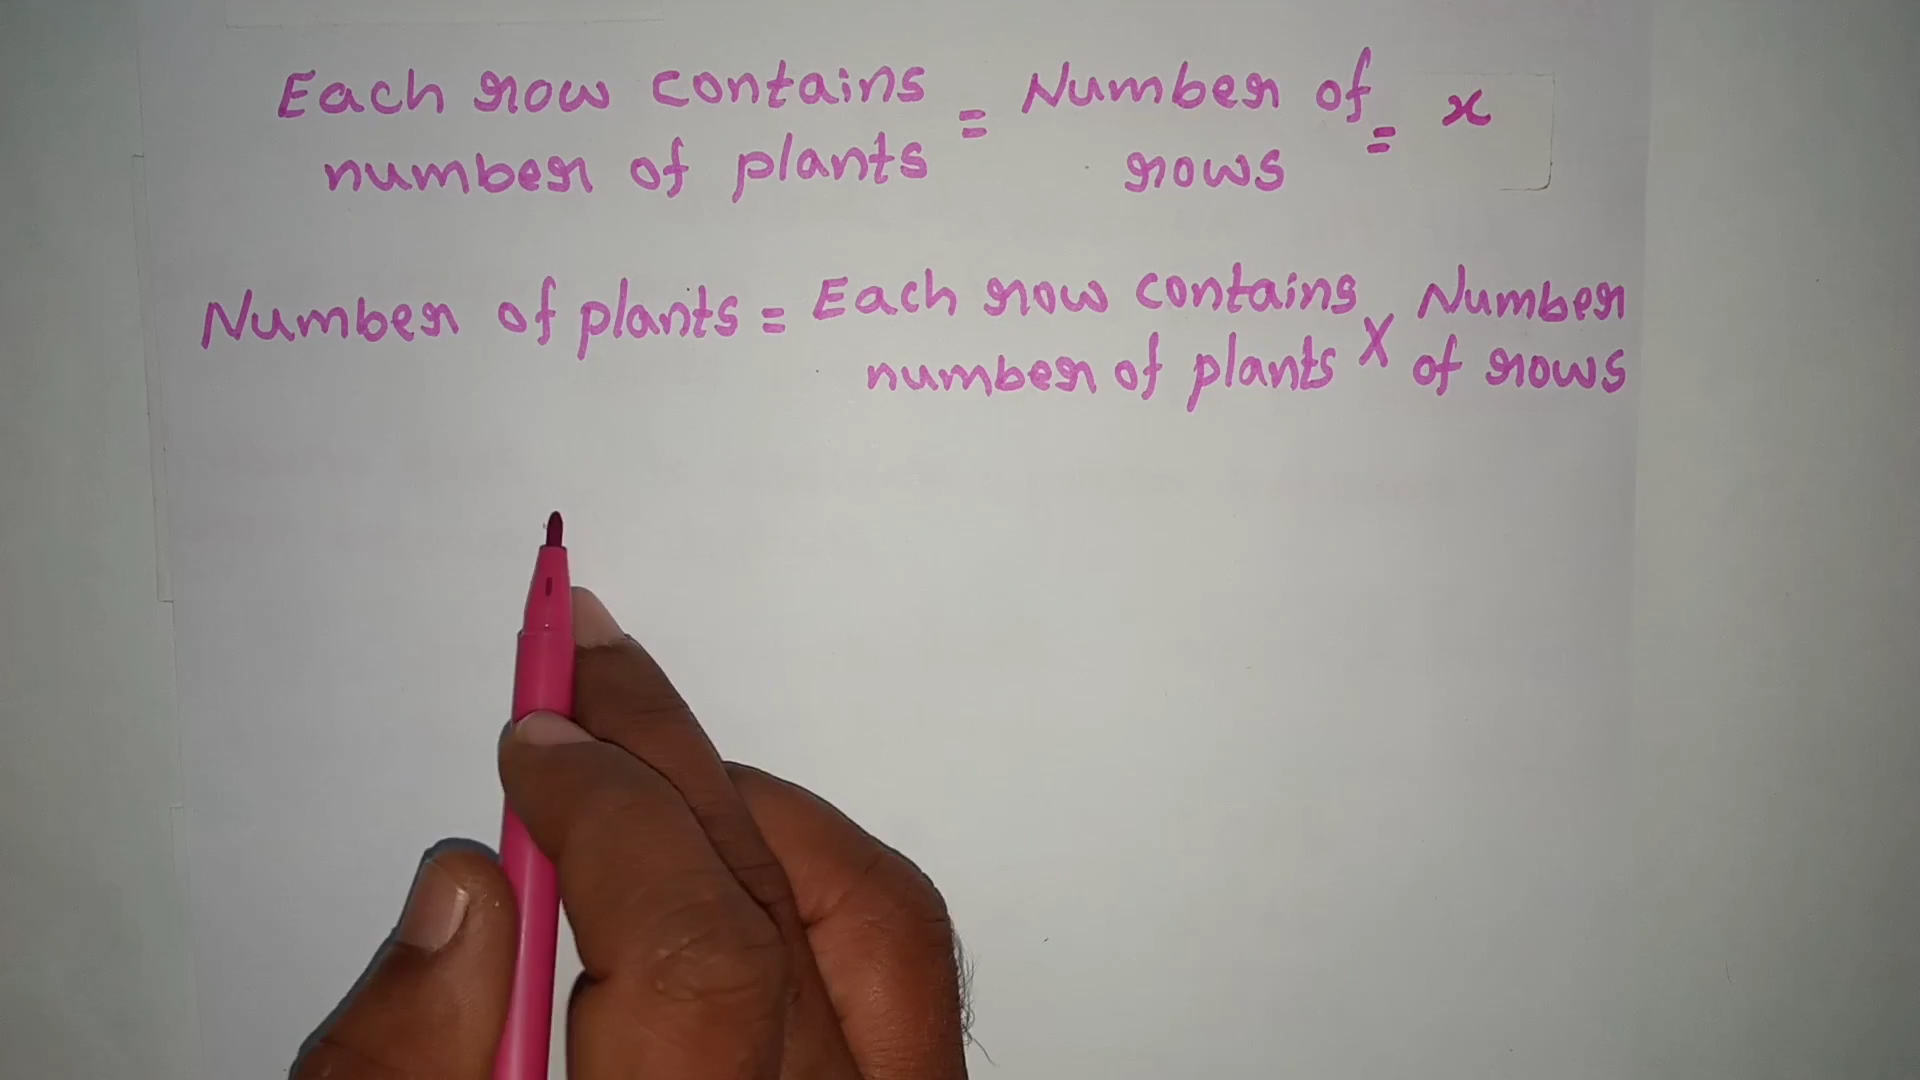 Each row contains = Number of = x
number of plants rows
Number of plants = Each row contains X Number
number of plants of rows